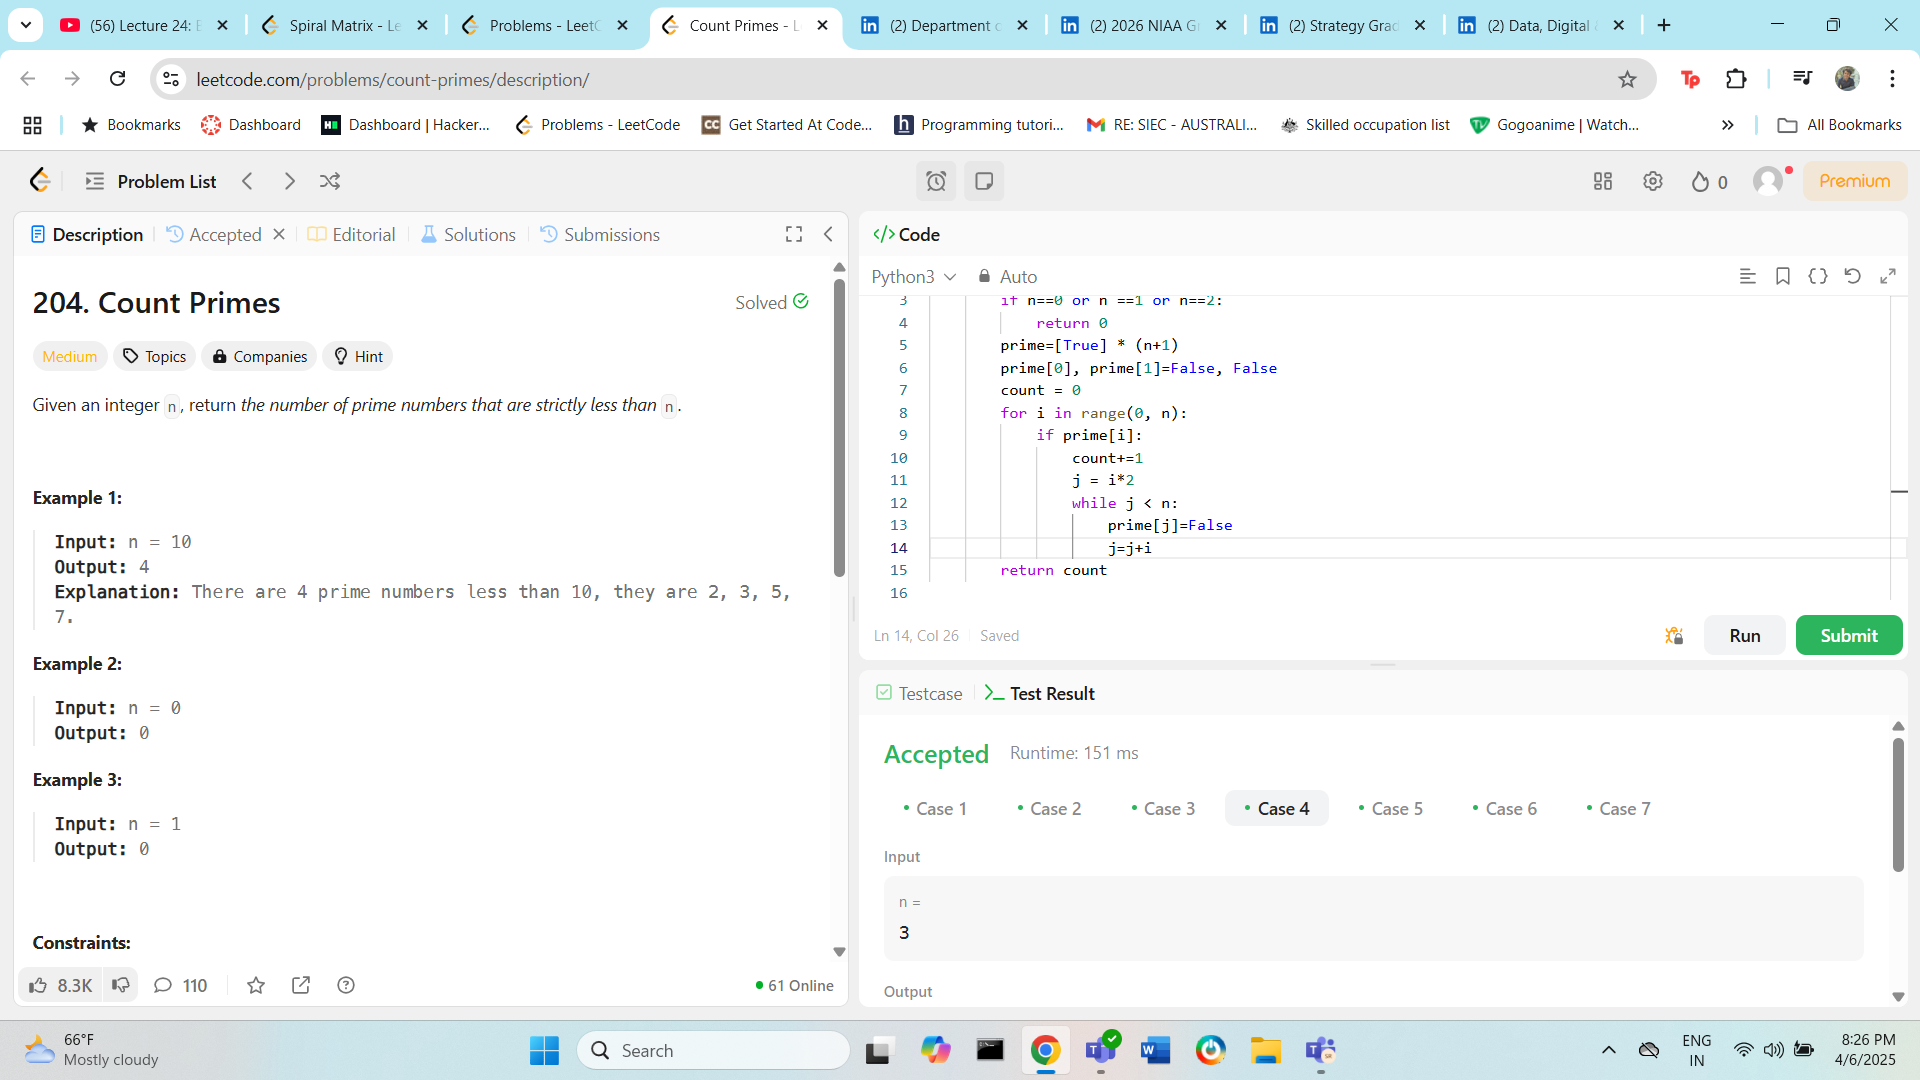 (56) Lecture 24: E
Spiral Matrix - Le
Problems - LeetC
Count Primes - L
(2) Department o
(2) 2026 NIAA Gr
(2) Strategy Grad
(2) Data, Digital &
leetcode.com/problems/count-primes/description/
Bookmarks
Dashboard
Dashboard | Hacker...
Problems - LeetCode
Get Started At Code...
Programming tutori...
RE: SIEC - AUSTRALI...
Skilled occupation list
Gogoanime | Watch...
All Bookmarks
Problem List
0
Premium
Description
Accepted
Editorial
Solutions
Submissions
204. Count Primes
Solved
Medium
Topics
Companies
Hint
Given an integer n, return the number of prime numbers that are strictly less than n.
Example 1:
Input: n = 10
Output: 4
Explanation: There are 4 prime numbers less than 10, they are 2, 3, 5,
7.
Example 2:
Input: n = 0
Output: 0
Example 3:
Input: n = 1
Output: 0
Constraints:
8.3K
110
61 Online
</> Code
Python3
Auto
3 if n==0 or n ==1 or n==2:
4 return 0
5 prime=[True] * (n+1)
6 prime[0], prime[1]=False, False
7 count = 0
8 for i in range(0, n):
9 if prime[i]:
10 count+=1
11 j = i*2
12 while j < n:
13 prime[j]=False
14 j=j+i
15 return count
16
Ln 14, Col 26
Saved
Run
Submit
Testcase
Test Result
Accepted
Runtime: 151 ms
Case 1
Case 2
Case 3
Case 4
Case 5
Case 6
Case 7
Input
n =
3
Output
66°F
Mostly cloudy
Search
ENG
IN
8:26 PM
4/6/2025